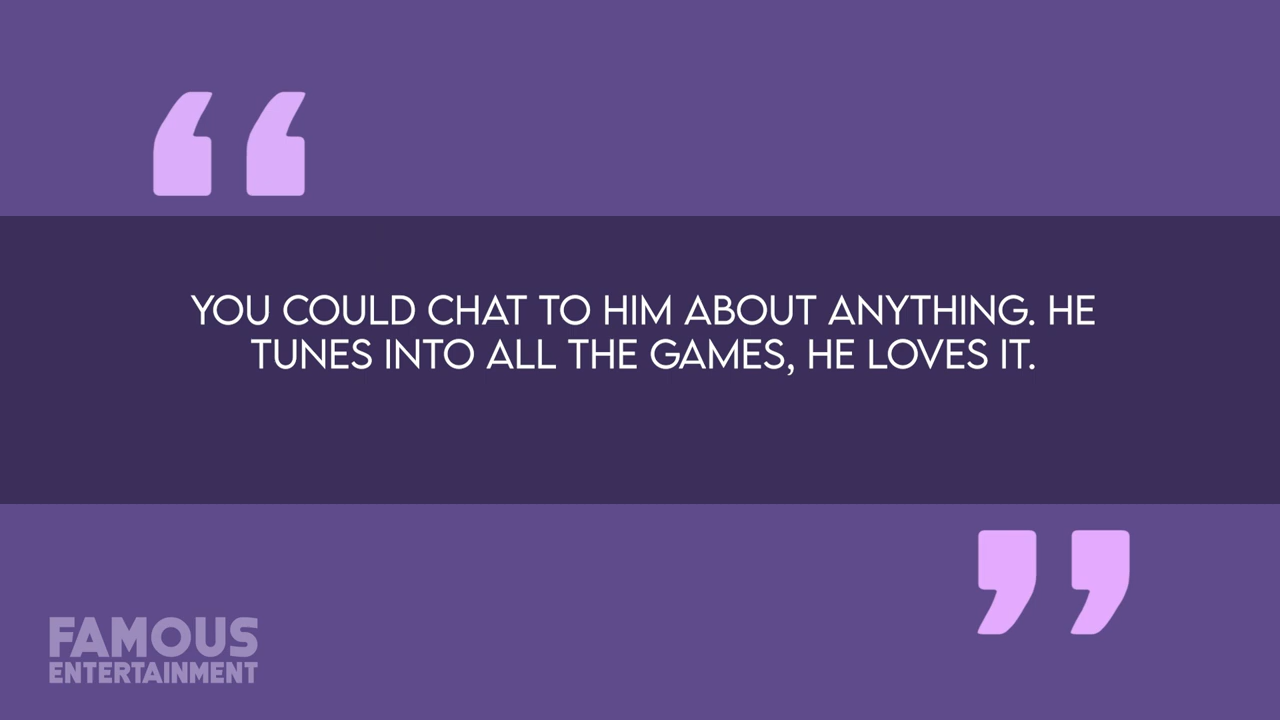 YOU COULD CHAT TO HIM ABOUT ANYTHING. HE
TUNES INTO ALL THE GAMES, HE LOVES IT.
FAMOUS
ENTERTAINMENT